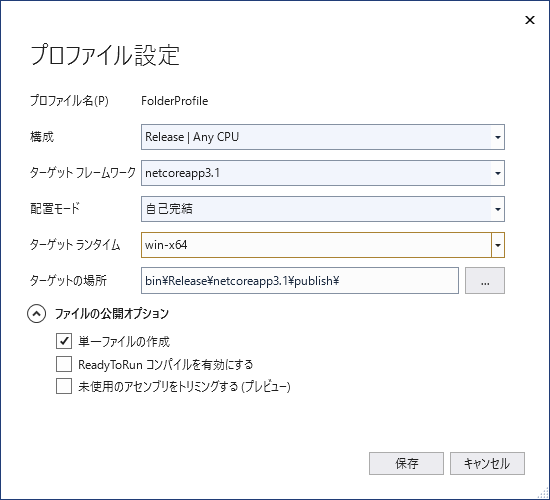 プロファイル設定
プロファイル名(P) FolderProfile
構成 Release | Any CPU
ターゲット フレームワーク netcoreapp3.1
配置モード 自己完結
ターゲット ランタイム win-x64
ターゲットの場所 bin¥Release¥netcoreapp3.1¥publish¥ ...
ファイルの公開オプション
単一ファイルの作成
ReadyToRun コンパイルを有効にする
未使用のアセンブリをトリミングする (プレビュー)
保存 キャンセル